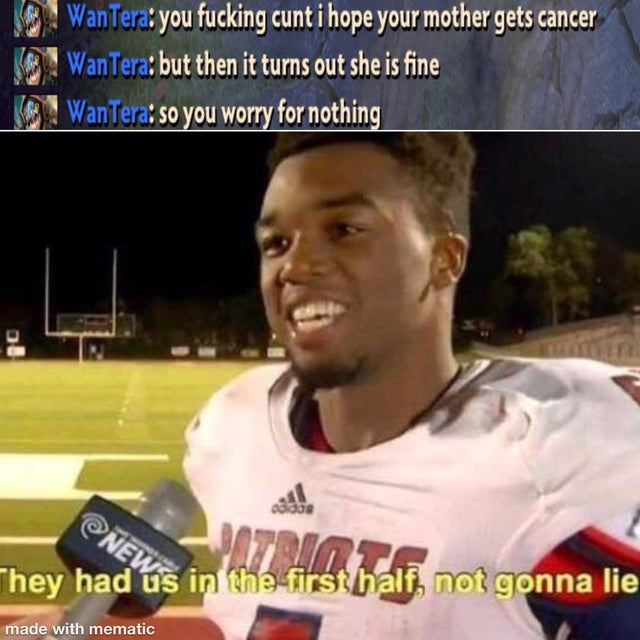 WanTera: you fucking cunt i hope your mother gets cancer
WanTera: but then it turns out she is fine
WanTera: so you worry for nothing
adidas
PATRIOTS
NEWS
They had us in the first half, not gonna lie
made with mematic